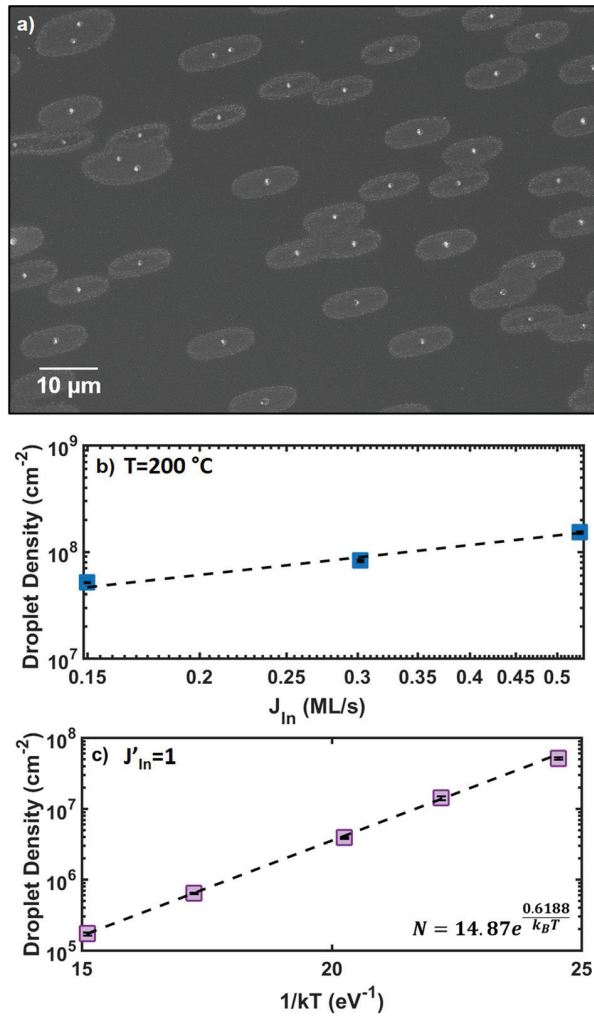 a)
10 µm
b) T=200 °C
Droplet Density (cm⁻²)
10⁹
10⁸
10⁷
0.15 0.2 0.25 0.3 0.35 0.4 0.45 0.5
J_In (ML/s)
c) J'_In=1
Droplet Density (cm⁻²)
10⁸
10⁷
10⁶
10⁵
N = 14.87e^(0.6188/k_BT)
15 20 25
1/kT (eV⁻¹)